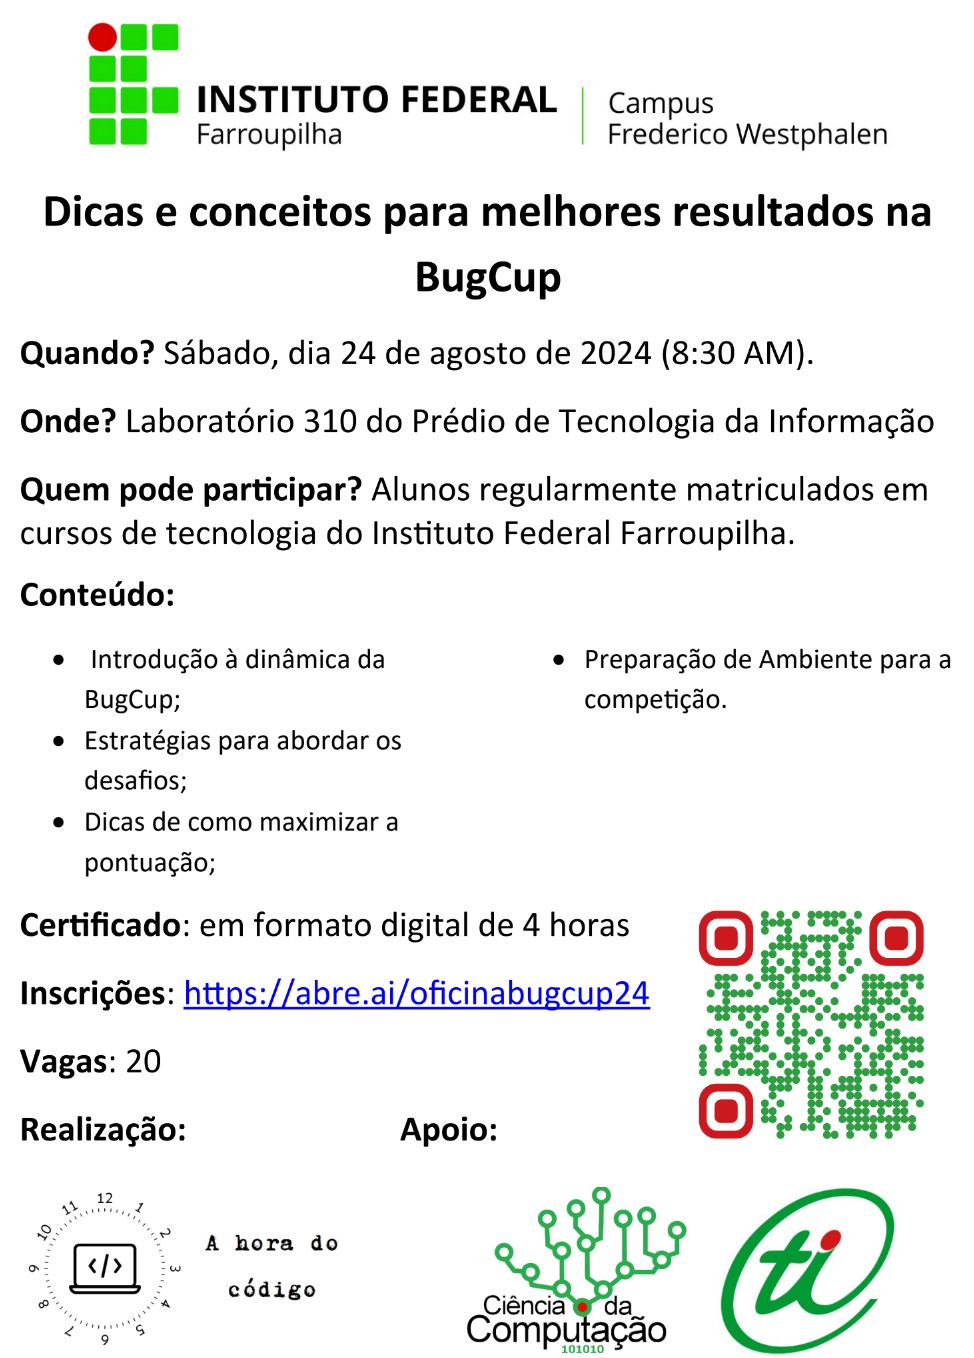 INSTITUTO FEDERAL
Farroupilha
Campus
Frederico Westphalen
Dicas e conceitos para melhores resultados na
BugCup
Quando? Sábado, dia 24 de agosto de 2024 (8:30 AM).
Onde? Laboratório 310 do Prédio de Tecnologia da Informação
Quem pode participar? Alunos regularmente matriculados em
cursos de tecnologia do Instituto Federal Farroupilha.
Conteúdo:
• Introdução à dinâmica da
BugCup;
• Estratégias para abordar os
desafios;
• Dicas de como maximizar a
pontuação;
• Preparação de Ambiente para a
competição.
Certificado: em formato digital de 4 horas
Inscrições: https://abre.ai/oficinabugcup24
Vagas: 20
Realização:
Apoio:
12
1
2
3
4
5
6
7
8
9
10
11
</>
A hora do
código
Ciência da
Computação
101010
ti